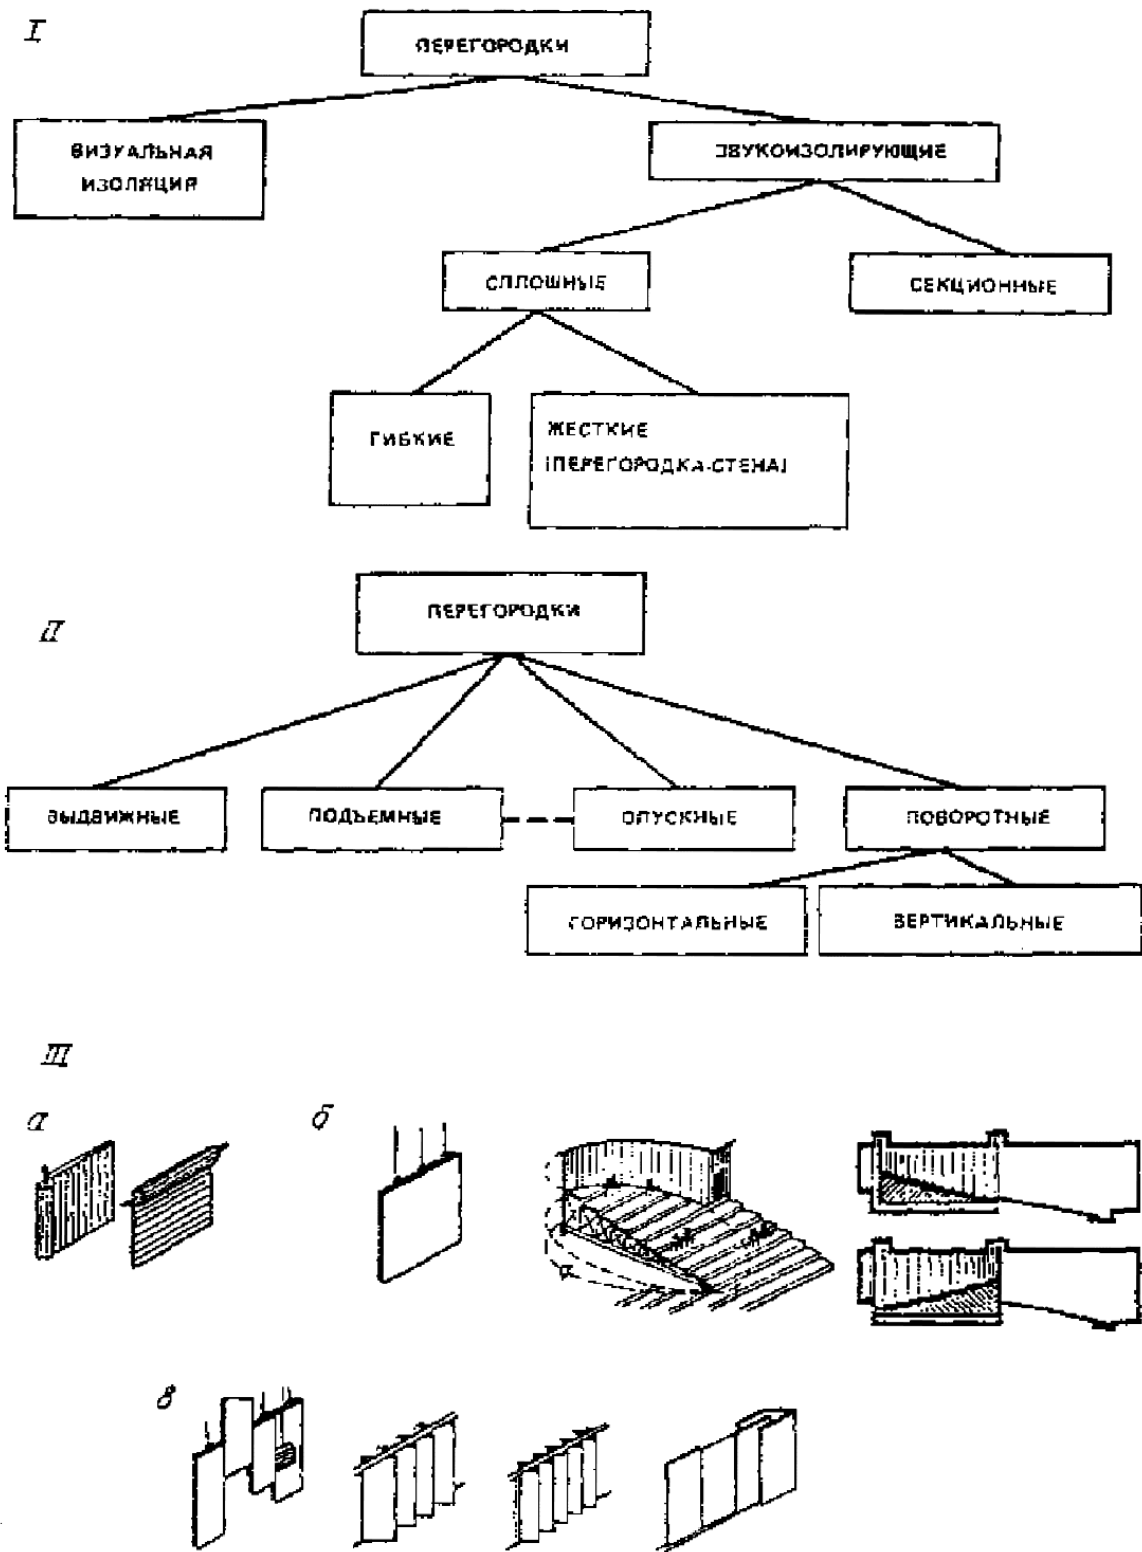 I
ПЕРЕГОРОДКИ
ВИЗУАЛЬНАЯ
ИЗОЛЯЦИЯ
ЗВУКОИЗОЛИРУЮЩИЕ
СПЛОШНЫЕ
СЕКЦИОННЫЕ
ГИБКИЕ
ЖЕСТКИЕ
(ПЕРЕГОРОДКА-СТЕНА)
II
ПЕРЕГОРОДКИ
ВЫДВИЖНЫЕ
ПОДЪЕМНЫЕ
ОПУСКНЫЕ
ПОВОРОТНЫЕ
ГОРИЗОНТАЛЬНЫЕ
ВЕРТИКАЛЬНЫЕ
III
а
б
в